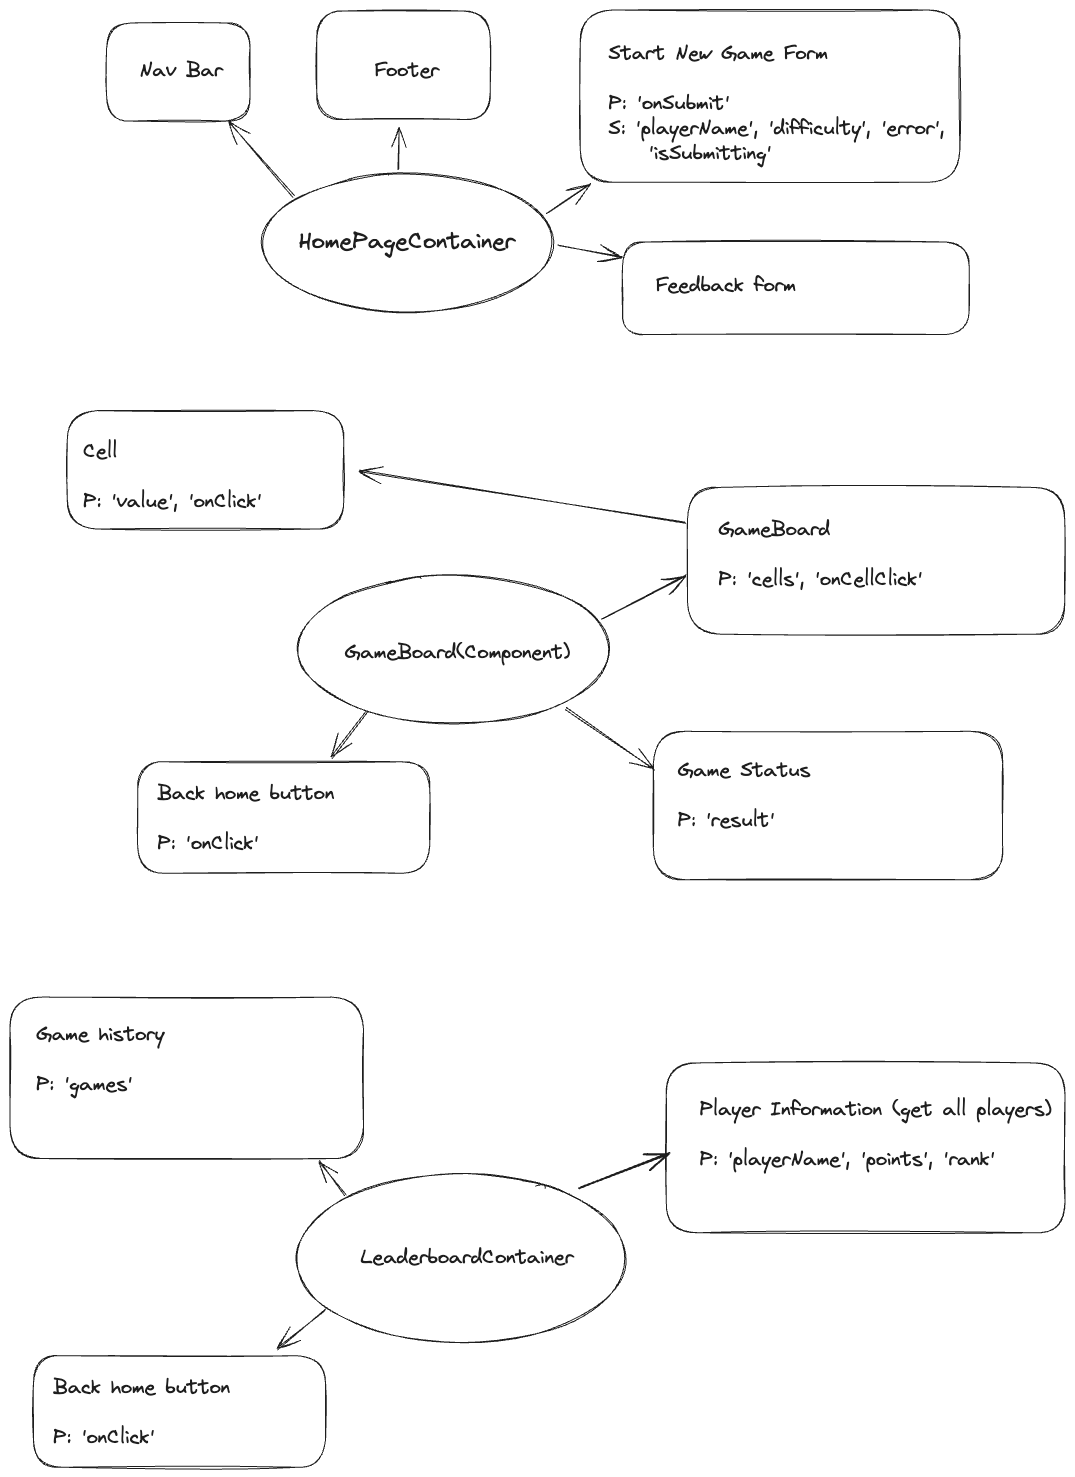 Nav Bar
Footer
Start New Game Form
P: 'onSubmit'
S: 'playerName', 'difficulty', 'error',
'isSubmitting'
HomePageContainer
Feedback form
Cell
P: 'value', 'onClick'
GameBoard
P: 'cells', 'onCellClick'
GameBoard(Component)
Back home button
P: 'onClick'
Game Status
P: 'result'
Game history
P: 'games'
Player Information (get all players)
P: 'playerName', 'points', 'rank'
LeaderboardContainer
Back home button
P: 'onClick'